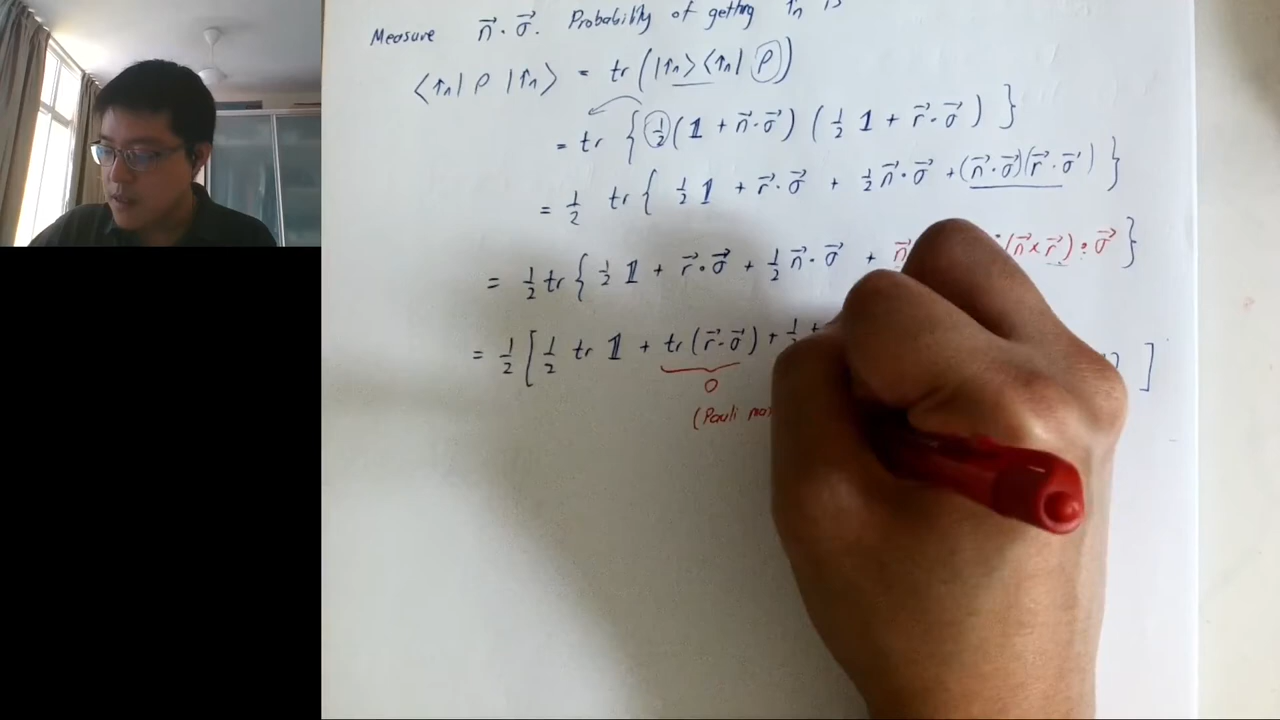 Measure n⃗·σ⃗. Probability of getting ↑n is
⟨↑n| ρ |↑n⟩ = tr (|↑n⟩⟨↑n| ρ)
= tr { ½ (𝟙 + n⃗·σ⃗) (½ 𝟙 + r⃗·σ⃗) }
= ½ tr { ½ 𝟙 + r⃗·σ⃗ + ½ n⃗·σ⃗ + (n⃗·σ⃗)(r⃗·σ⃗) }
= ½ tr { ½ 𝟙 + r⃗·σ⃗ + ½ n⃗·σ⃗ + n⃗ (n⃗×r⃗)·σ⃗ }
= ½ [ ½ tr 𝟙 + tr (r⃗·σ⃗) + ½ ]
0
(Pauli